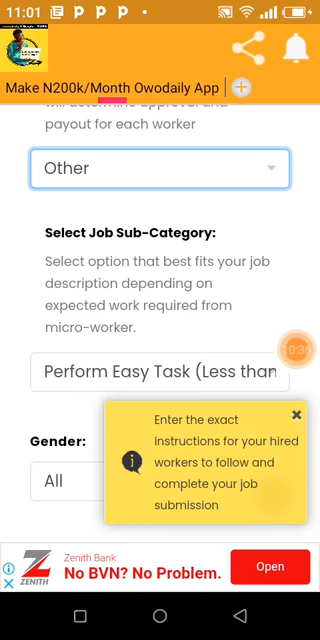 11:01
Make N200k/Month Owodaily App
will determine approval and
payout for each worker
Other
Select Job Sub-Category:
Select option that best fits your job
description depending on
expected work required from
micro-worker.
10:36
Perform Easy Task (Less than
Enter the exact
instructions for your hired
workers to follow and
complete your job
submission
Gender:
All
Zenith Bank
No BVN? No Problem.
Open
ZENITH